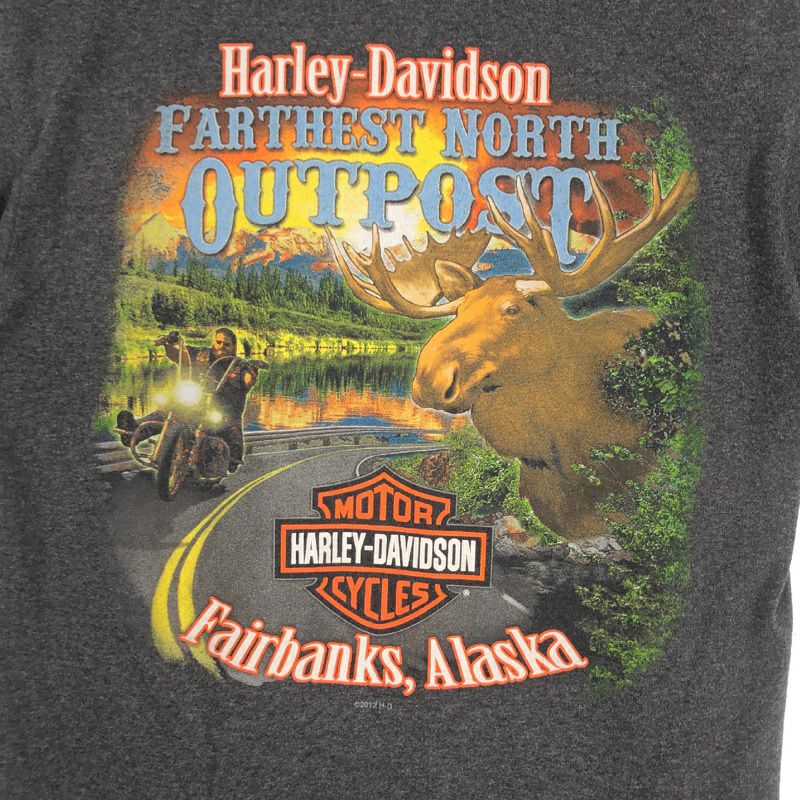 Harley-Davidson
FARTHEST NORTH
OUTPOST
MOTOR
HARLEY-DAVIDSON
®
CYCLES
Fairbanks, Alaska
©2012 H-D